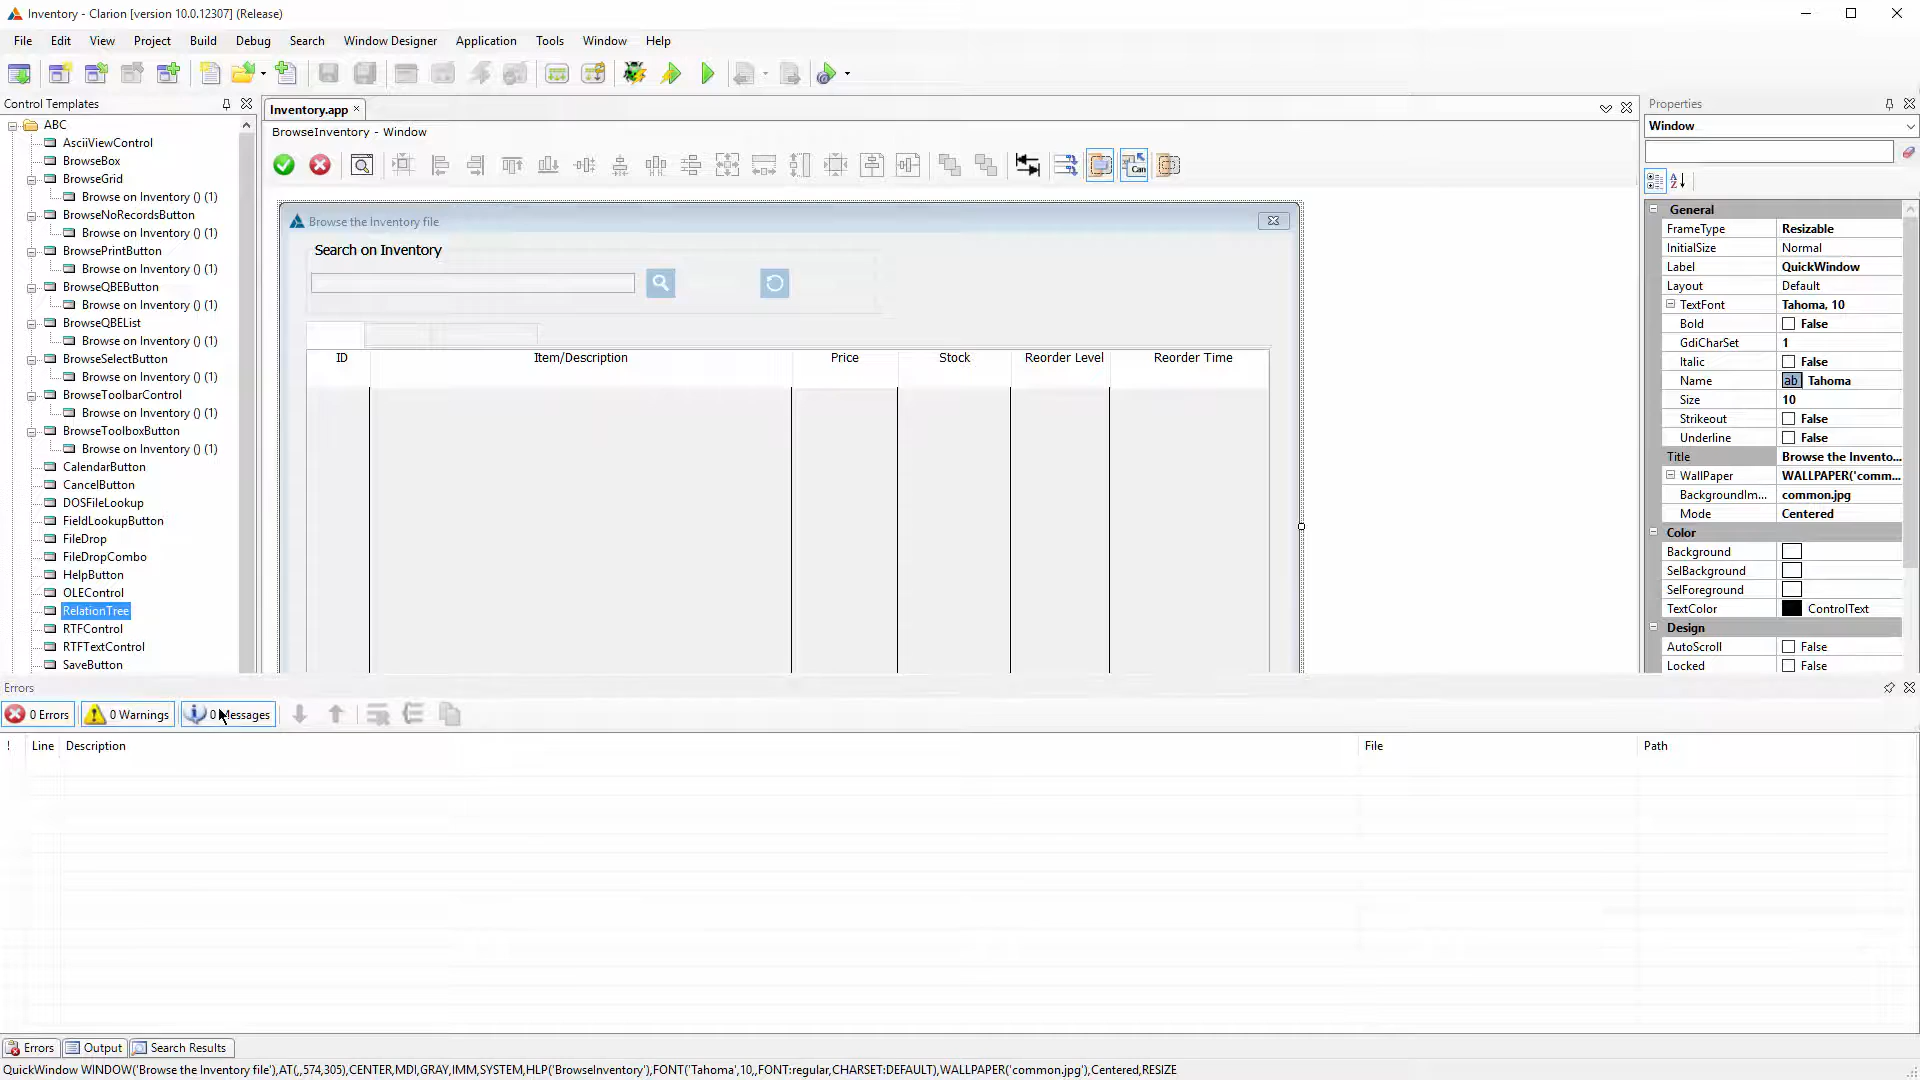 Inventory - Clarion [version 10.0.12307] (Release)
File Edit View Project Build Debug Search Window Designer Application Tools Window Help
Control Templates
ABC
AsciiViewControl
BrowseBox
BrowseGrid
Browse on Inventory () (1)
BrowseNoRecordsButton
Browse on Inventory () (1)
BrowsePrintButton
Browse on Inventory () (1)
BrowseQBEButton
Browse on Inventory () (1)
BrowseQBEList
Browse on Inventory () (1)
BrowseSelectButton
Browse on Inventory () (1)
BrowseToolbarControl
Browse on Inventory () (1)
BrowseToolboxButton
Browse on Inventory () (1)
CalendarButton
CancelButton
DOSFileLookup
FieldLookupButton
FileDrop
FileDropCombo
HelpButton
OLEControl
RelationTree
RTFControl
RTFTextControl
SaveButton
Inventory.app
BrowseInventory - Window
Can
Browse the Inventory file
Search on Inventory
ID Item/Description Price Stock Reorder Level Reorder Time
Properties
Window
General
FrameType Resizable
InitialSize Normal
Label QuickWindow
Layout Default
TextFont Tahoma, 10
Bold False
GdiCharSet 1
Italic False
Name ab Tahoma
Size 10
Strikeout False
Underline False
Title Browse the Invento...
WallPaper WALLPAPER('comm...
BackgroundIm... common.jpg
Mode Centered
Color
Background
SelBackground
SelForeground
TextColor ControlText
Design
AutoScroll False
Locked False
Errors
0 Errors 0 Warnings 0 Messages
! Line Description File Path
Errors Output Search Results
QuickWindow WINDOW('Browse the Inventory file'),AT(,,574,305),CENTER,MDI,GRAY,IMM,SYSTEM,HLP('BrowseInventory'),FONT('Tahoma',10,,FONT:regular,CHARSET:DEFAULT),WALLPAPER('common.jpg'),Centered,RESIZE